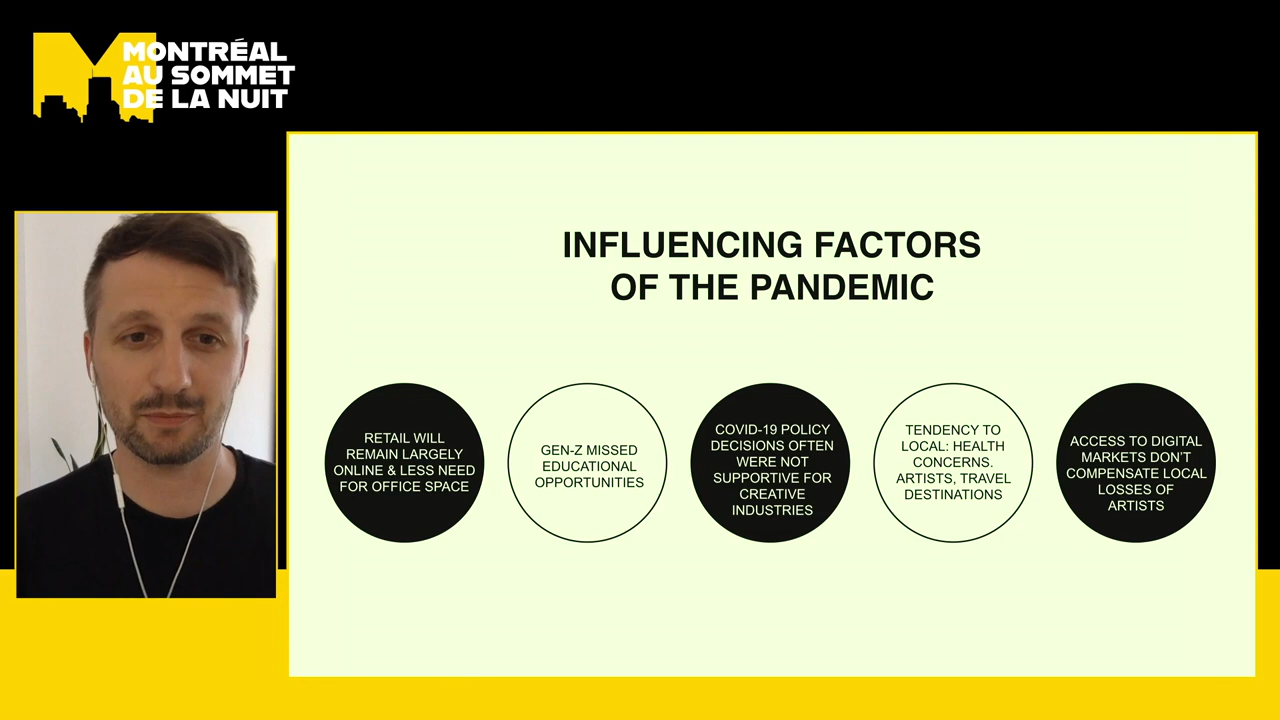 MONTRÉAL
AU SOMMET
DE LA NUIT
INFLUENCING FACTORS
OF THE PANDEMIC
RETAIL WILL
REMAIN LARGELY
ONLINE & LESS NEED
FOR OFFICE SPACE
GEN-Z MISSED
EDUCATIONAL
OPPORTUNITIES
COVID-19 POLICY
DECISIONS OFTEN
WERE NOT
SUPPORTIVE FOR
CREATIVE
INDUSTRIES
TENDENCY TO
LOCAL: HEALTH
CONCERNS.
ARTISTS, TRAVEL
DESTINATIONS
ACCESS TO DIGITAL
MARKETS DON'T
COMPENSATE LOCAL
LOSSES OF
ARTISTS